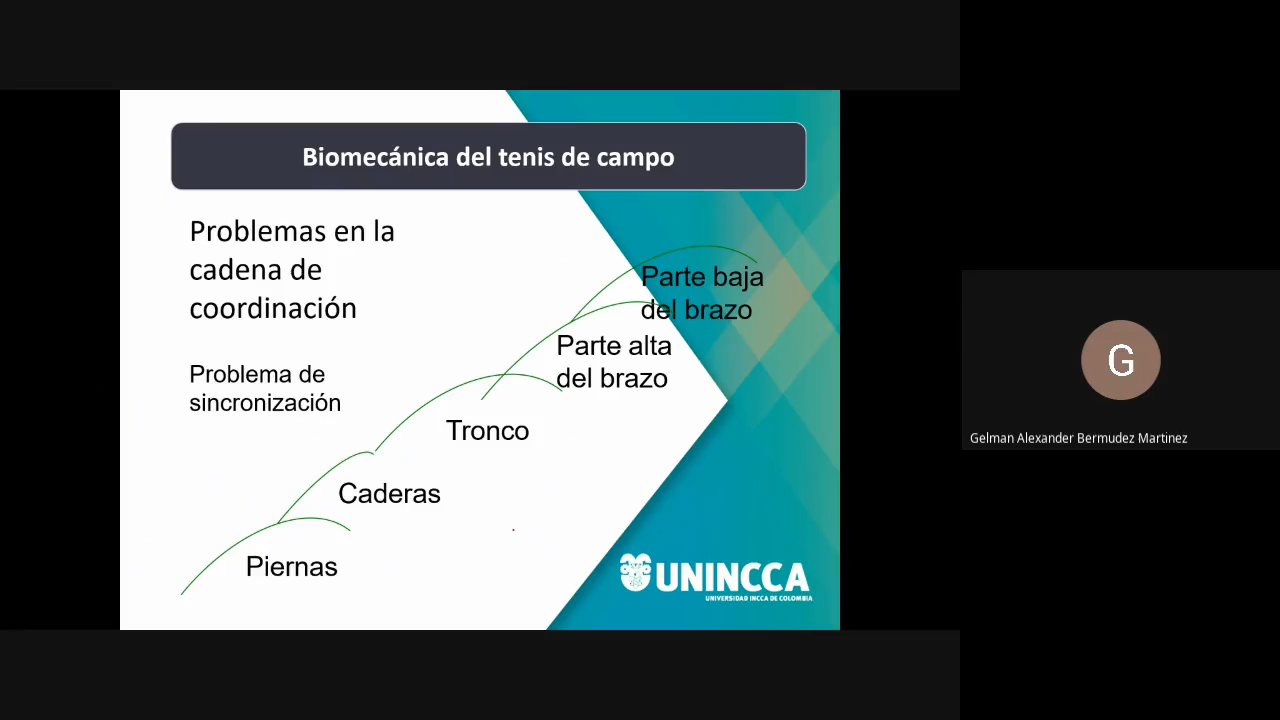 Biomecánica del tenis de campo
Problemas en la
cadena de
coordinación
Problema de
sincronización
Parte baja
del brazo
Parte alta
del brazo
Tronco
Caderas
Piernas
UNINCCA
UNIVERSIDAD INCCA DE COLOMBIA
G
Gelman Alexander Bermudez Martinez